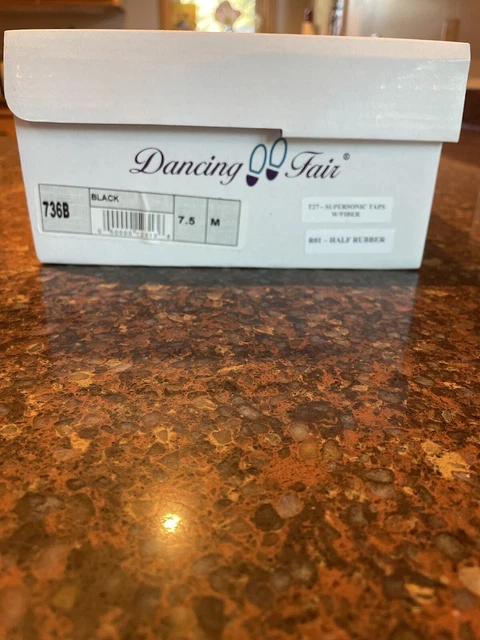 Dancing Fair®
736B
BLACK
7.5
M
T27 - SUPERSONIC TAPS
W/FIBER
R01 - HALF RUBBER